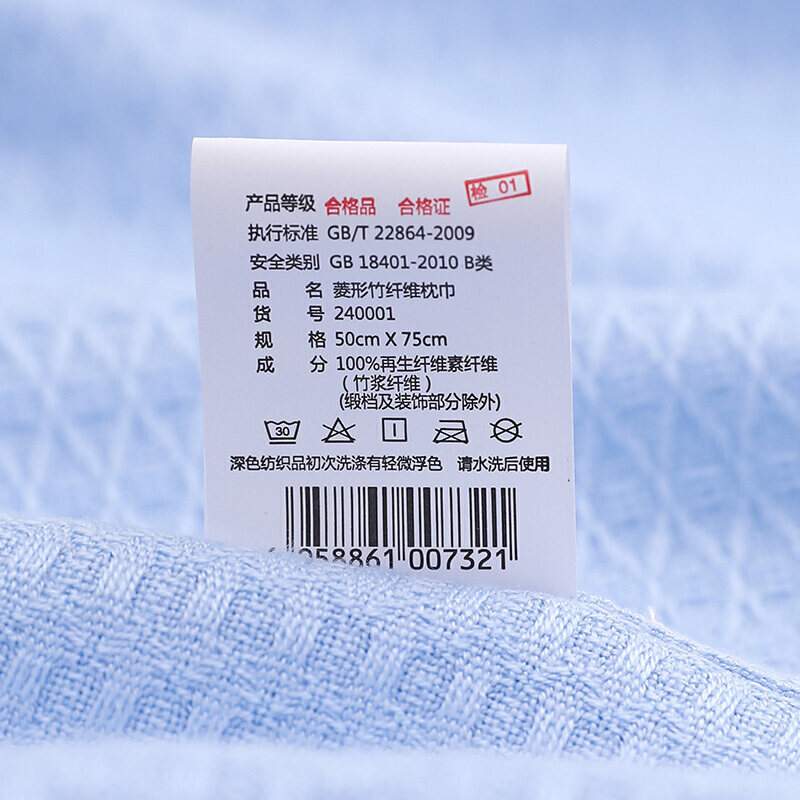 产品等级 合格品 合格证 检 01
执行标准 GB/T 22864-2009
安全类别 GB 18401-2010 B类
品 名 菱形竹纤维枕巾
货 号 240001
规 格 50cm X 75cm
成 分 100%再生纤维素纤维
（竹浆纤维）
(缎档及装饰部分除外)
30
深色纺织品初次洗涤有轻微浮色 请水洗后使用
958861 007321